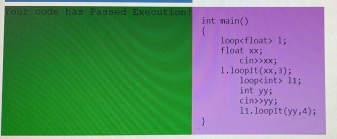 Your code has Passed Execution!
int main()
{
loop<float> l;
float xx;
cin>>xx;
l.loopIt(xx,3);
loop<int> l1;
int yy;
cin>>yy;
l1.loopIt(yy,4);
}